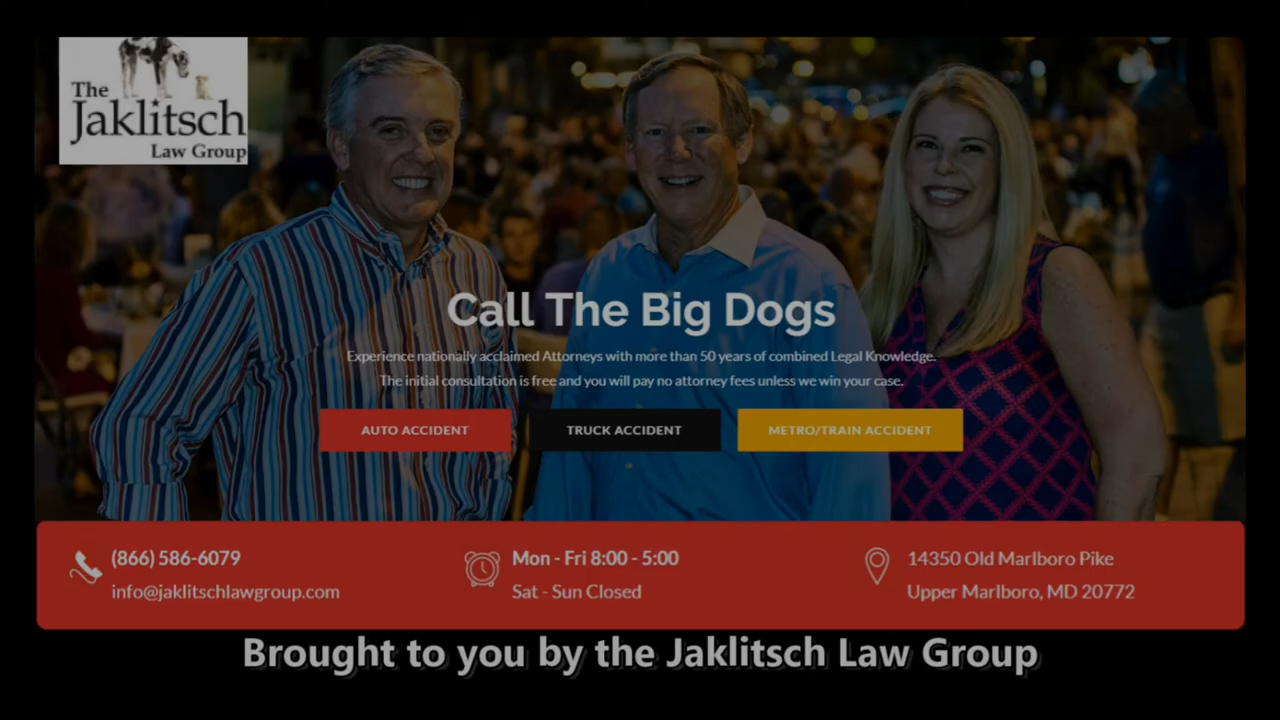 The
Jaklitsch
Law Group
Call The Big Dogs
Experience nationally acclaimed Attorneys with more than 50 years of combined Legal Knowledge.
The initial consultation is free and you will pay no attorney fees unless we win your case.
AUTO ACCIDENT
TRUCK ACCIDENT
METRO/TRAIN ACCIDENT
(866) 586-6079
info@jaklitschlawgroup.com
Mon - Fri 8:00 - 5:00
Sat - Sun Closed
14350 Old Marlboro Pike
Upper Marlboro, MD 20772
Brought to you by the Jaklitsch Law Group